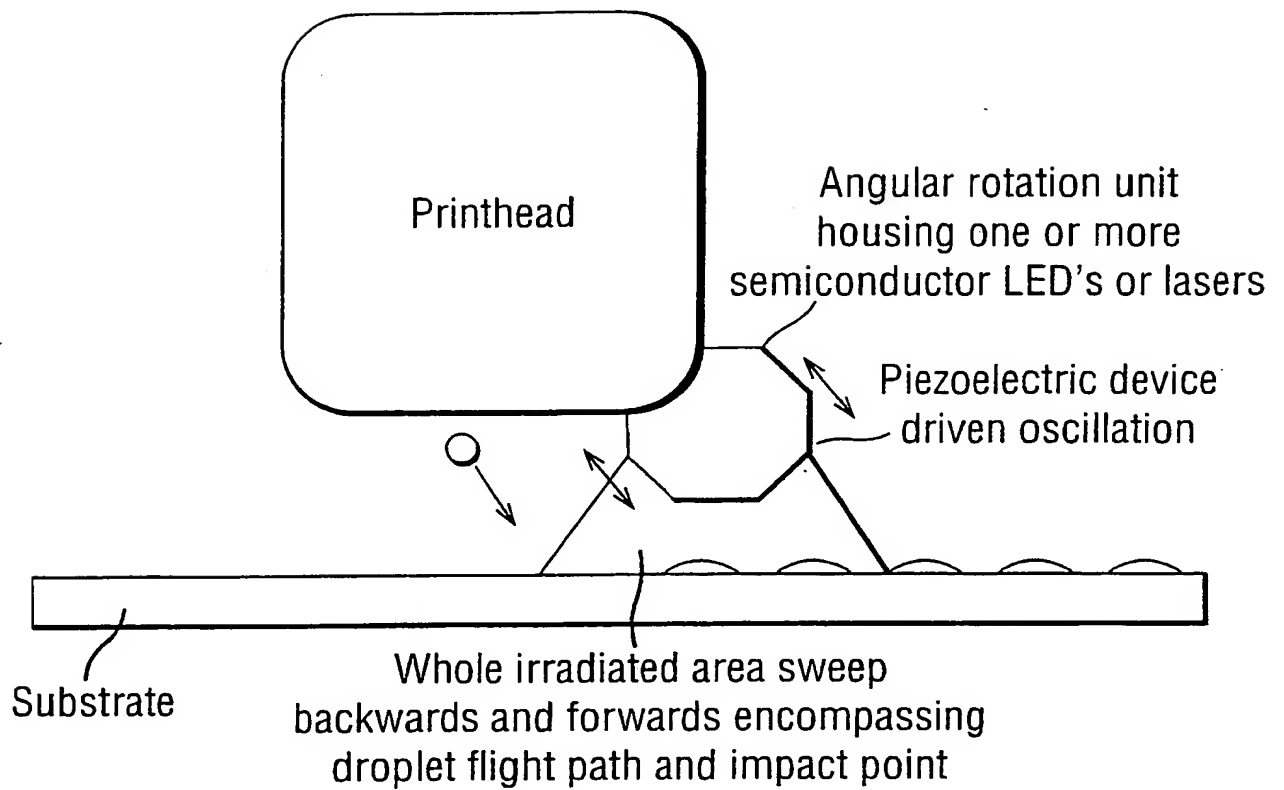 Printhead
Angular rotation unit
housing one or more
semiconductor LED's or lasers
Piezoelectric device
driven oscillation
Substrate
Whole irradiated area sweep
backwards and forwards encompassing
droplet flight path and impact point